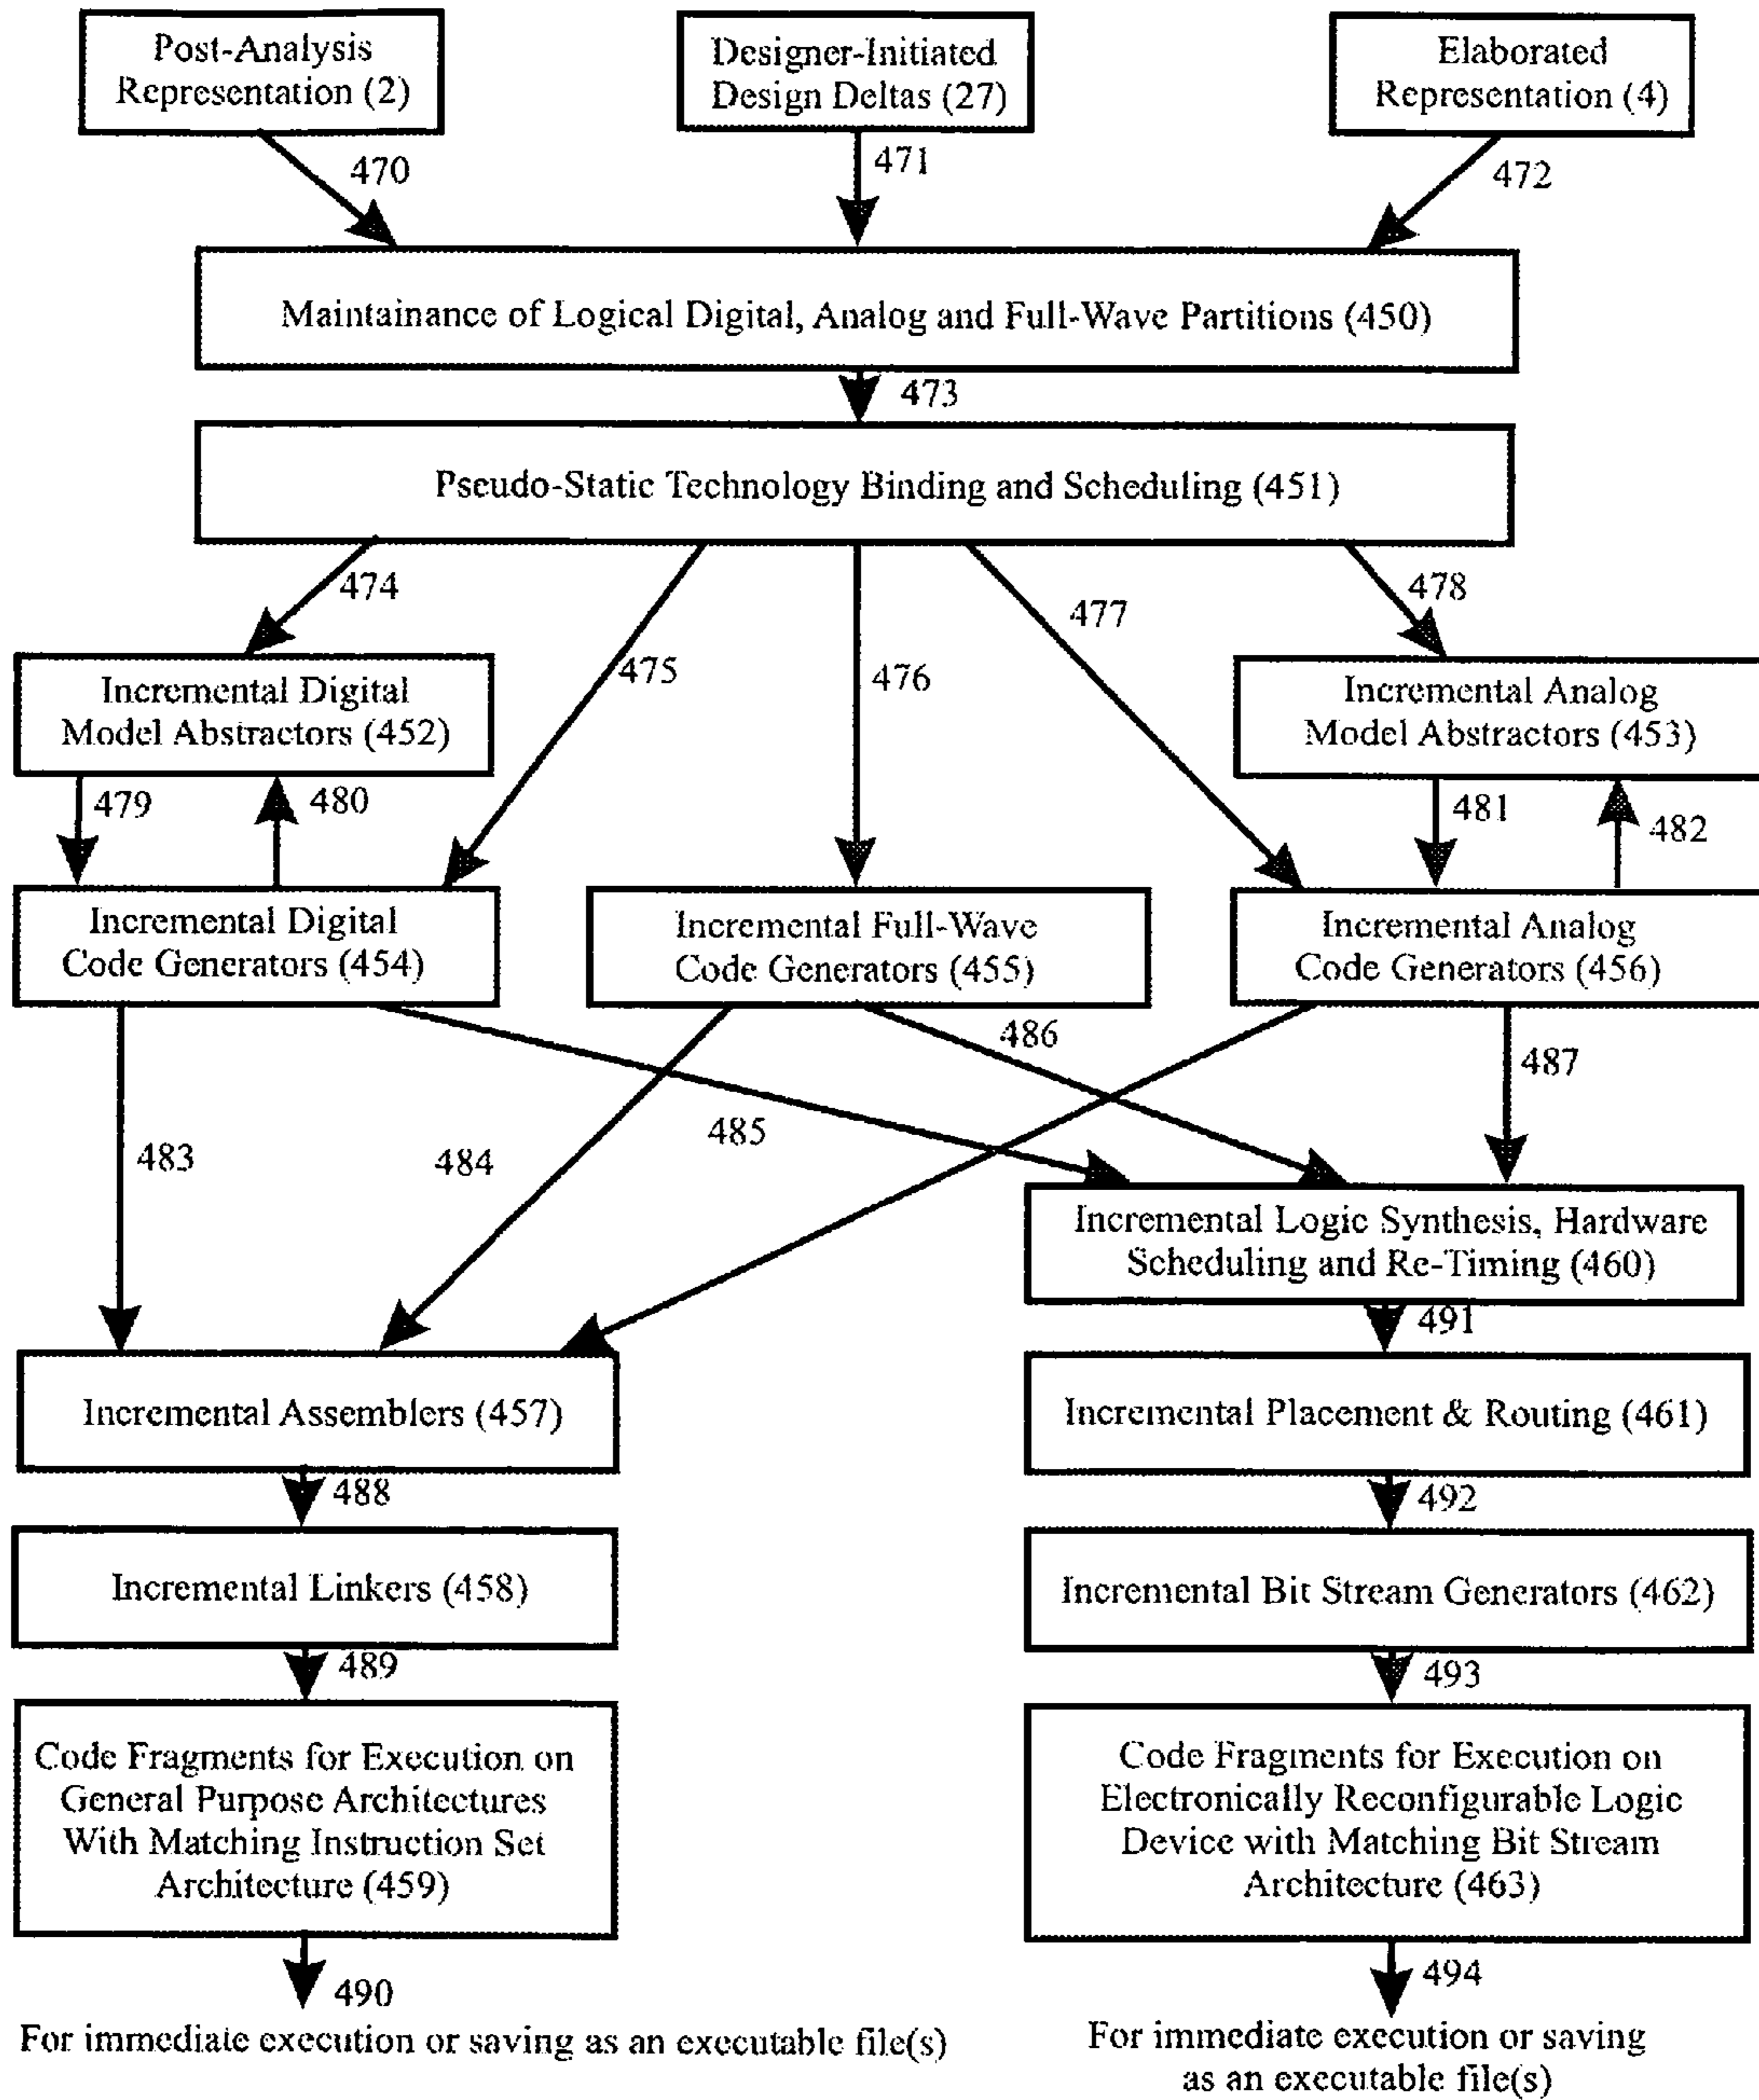 Post-Analysis
Representation (2)
Designer-Initiated
Design Deltas (27)
Elaborated
Representation (4)
470
471
472
Maintainance of Logical Digital, Analog and Full-Wave Partitions (450)
473
Pseudo-Static Technology Binding and Scheduling (451)
474
475
476
477
478
Incremental Digital
Model Abstractors (452)
Incremental Analog
Model Abstractors (453)
479
480
481
482
Incremental Digital
Code Generators (454)
Incremental Full-Wave
Code Generators (455)
Incremental Analog
Code Generators (456)
483
484
485
486
487
Incremental Logic Synthesis, Hardware
Scheduling and Re-Timing (460)
491
Incremental Assemblers (457)
Incremental Placement & Routing (461)
488
492
Incremental Linkers (458)
Incremental Bit Stream Generators (462)
489
493
Code Fragments for Execution on
General Purpose Architectures
With Matching Instruction Set
Architecture (459)
Code Fragments for Execution on
Electronically Reconfigurable Logic
Device with Matching Bit Stream
Architecture (463)
490
494
For immediate execution or saving as an executable file(s)
For immediate execution or saving
as an executable file(s)